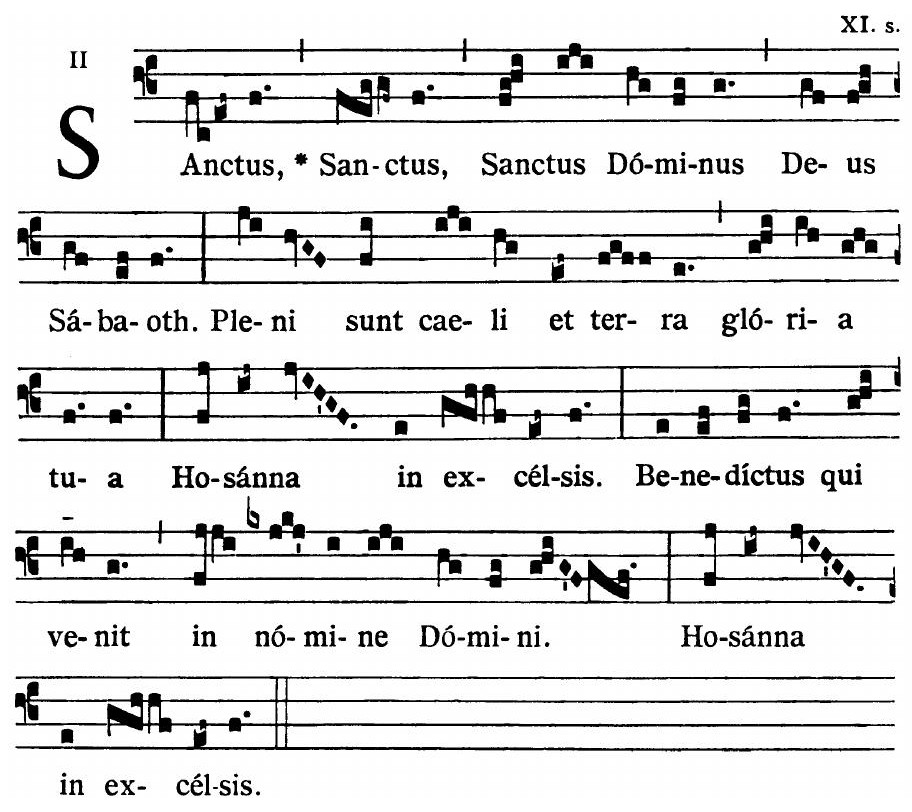 XI. s.
II
SAnctus, * San-ctus, Sanctus Dó-mi-nus De- us
Sá-ba-oth. Ple- ni sunt cae- li et ter- ra gló- ri- a
tu- a Ho-sánna in ex- cél-sis. Be-ne-díctus qui
ve-nit in nó-mi-ne Dó-mi-ni. Ho-sánna
in ex- cél-sis.